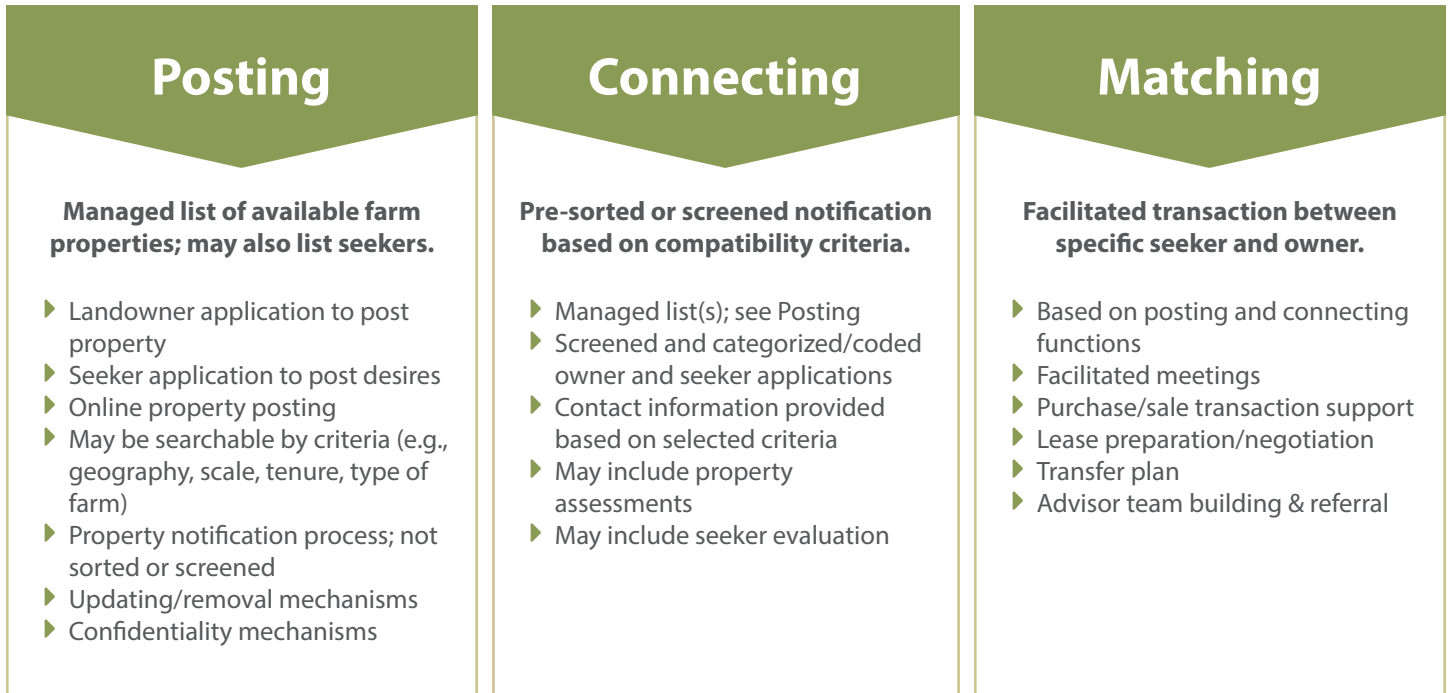 Posting
Managed list of available farm
properties; may also list seekers.
Landowner application to post
property
Seeker application to post desires
Online property posting
May be searchable by criteria (e.g.,
geography, scale, tenure, type of
farm)
Property notification process; not
sorted or screened
Updating/removal mechanisms
Confidentiality mechanisms
Connecting
Pre-sorted or screened notification
based on compatibility criteria.
Managed list(s); see Posting
Screened and categorized/coded
owner and seeker applications
Contact information provided
based on selected criteria
May include property
assessments
May include seeker evaluation
Matching
Facilitated transaction between
specific seeker and owner.
Based on posting and connecting
functions
Facilitated meetings
Purchase/sale transaction support
Lease preparation/negotiation
Transfer plan
Advisor team building & referral